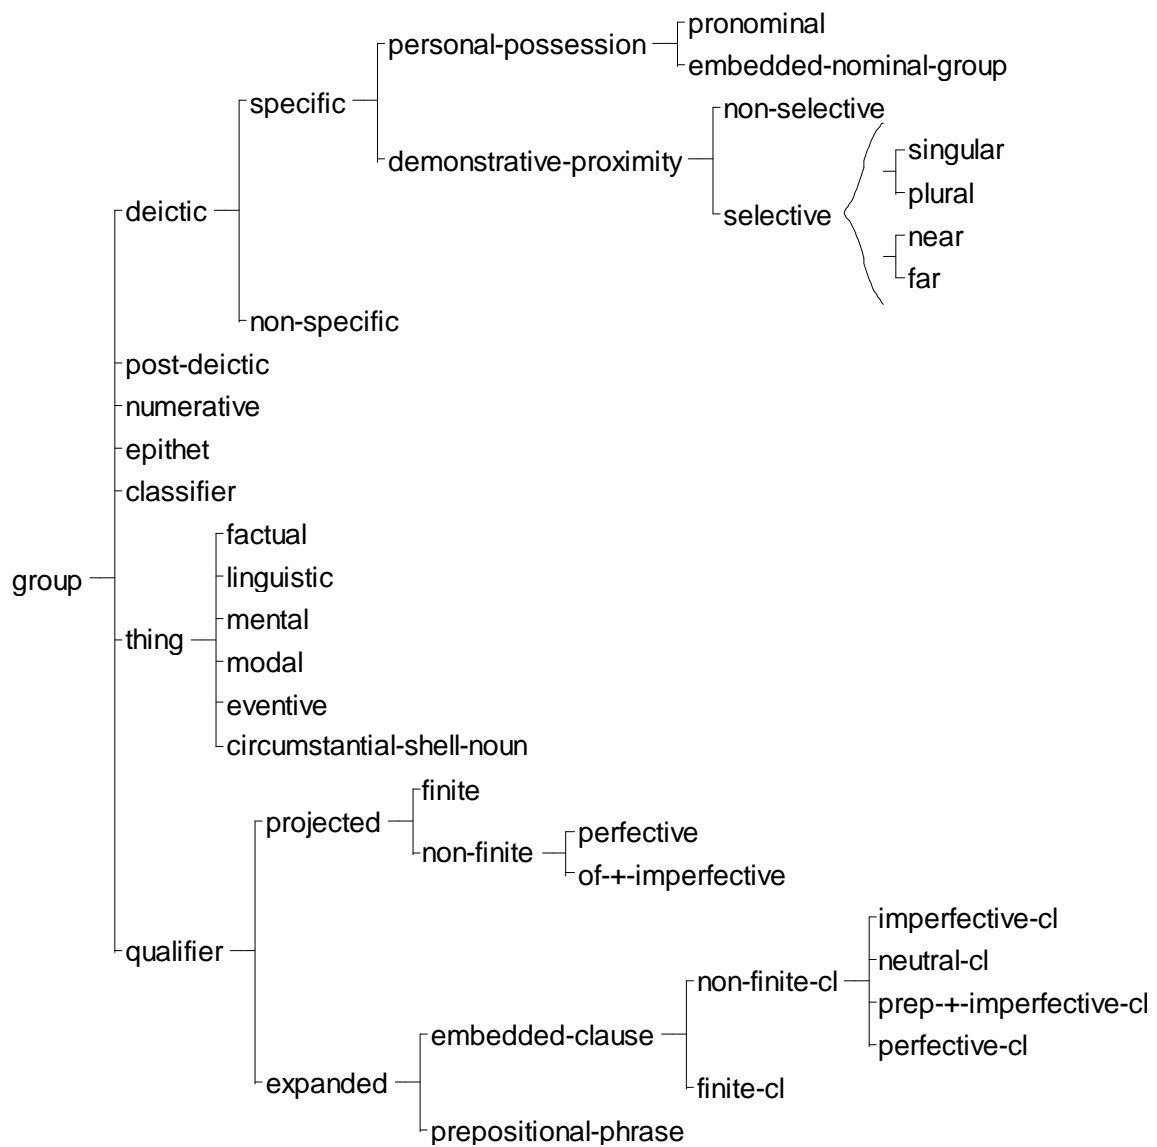 pronominal
personal-possession
embedded-nominal-group
specific
non-selective
singular
demonstrative-proximity
plural
deictic
selective
near
far
non-specific
post-deictic
numerative
epithet
classifier
factual
group
linguistic
mental
thing
modal
eventive
circumstantial-shell-noun
finite
projected
perfective
non-finite
of-+-imperfective
imperfective-cl
qualifier
neutral-cl
non-finite-cl
prep-+-imperfective-cl
embedded-clause
perfective-cl
expanded
finite-cl
prepositional-phrase